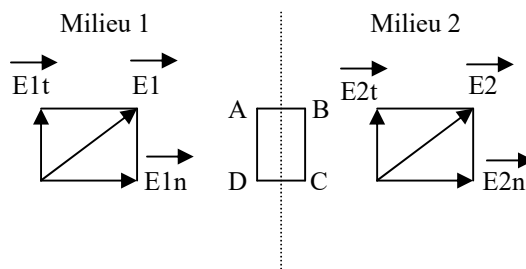 Milieu 1 Milieu 2
E1t E1 E2t E2
A B
D C
E1n E2n